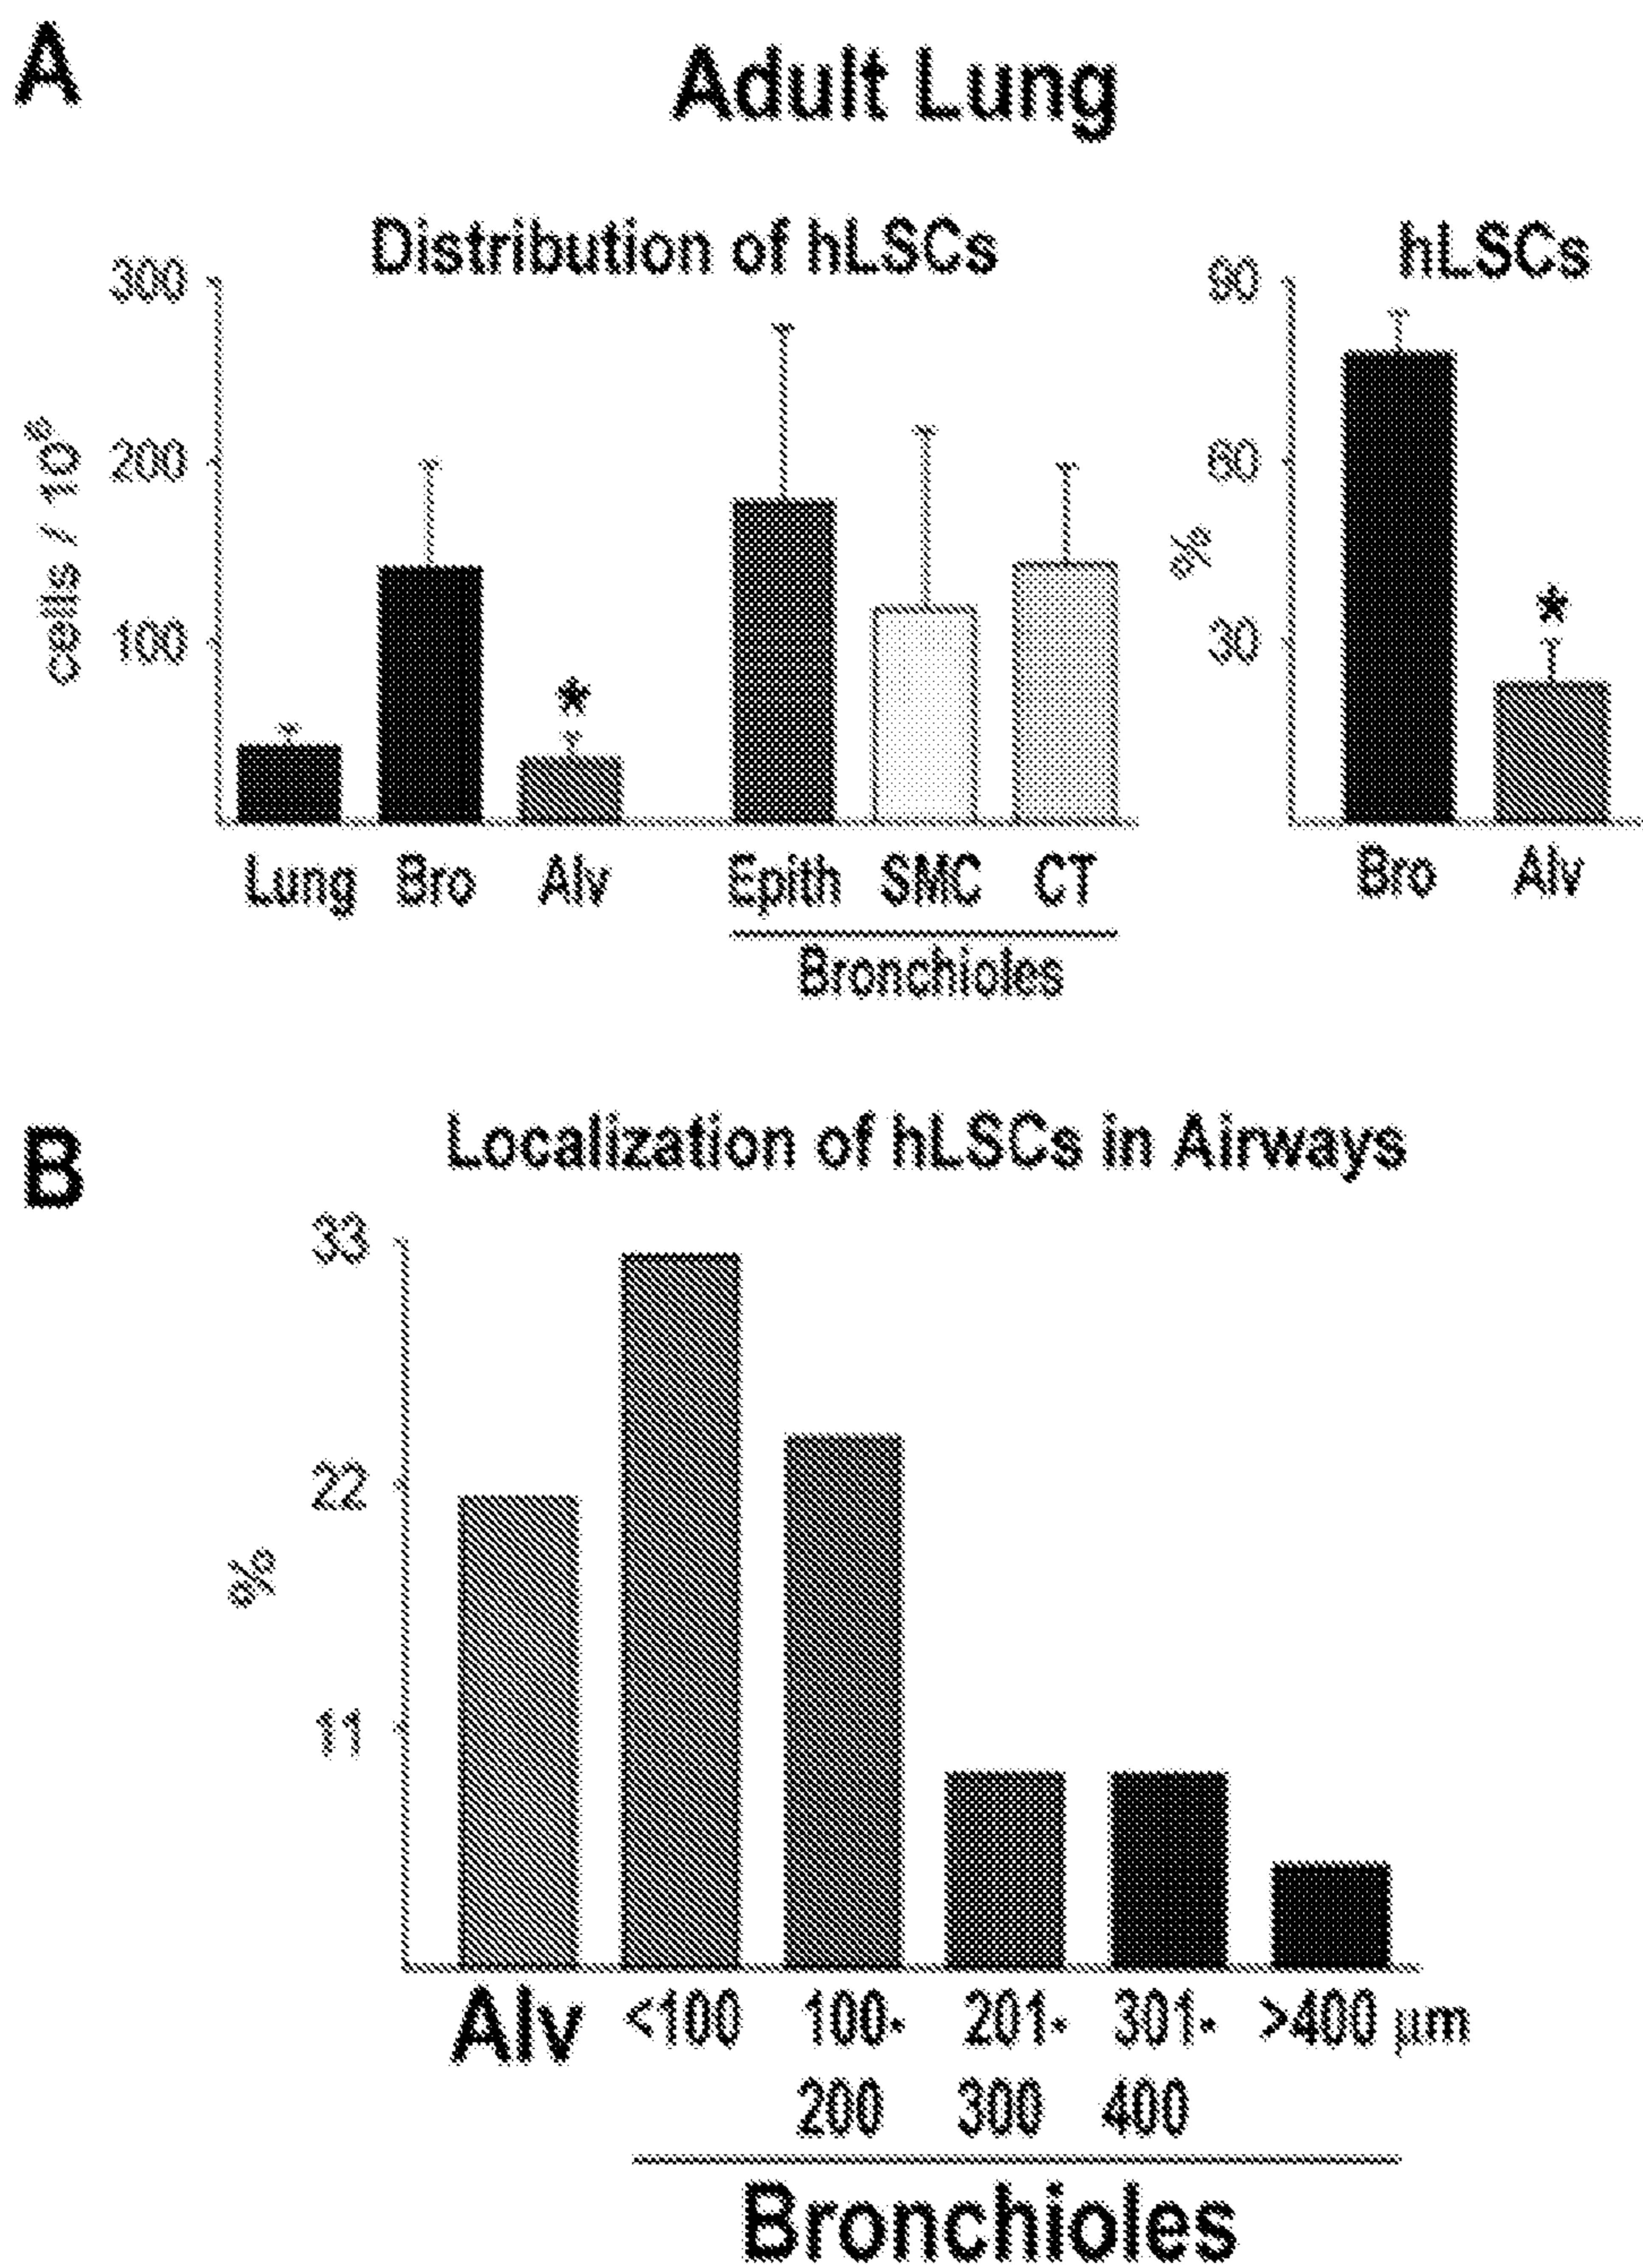 A
Adult Lung
Distribution of hLSCs
300
200
100
cells / 10⁶
*
Lung Bro Alv Epith SMC CT
Bronchioles
hLSCs
90
60
30
%
*
Bro Alv
B
Localization of hLSCs in Airways
33
22
11
%
Alv <100 100- 201- 301- >400 µm
200 300 400
Bronchioles